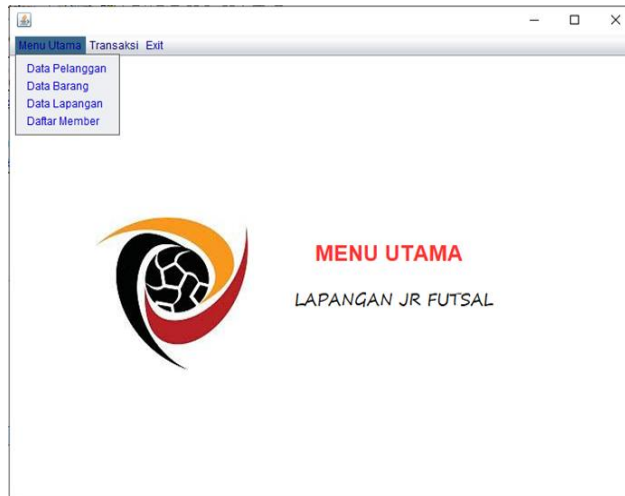 Menu Utama Transaksi Exit
Data Pelanggan
Data Barang
Data Lapangan
Daftar Member
MENU UTAMA
LAPANGAN JR FUTSAL